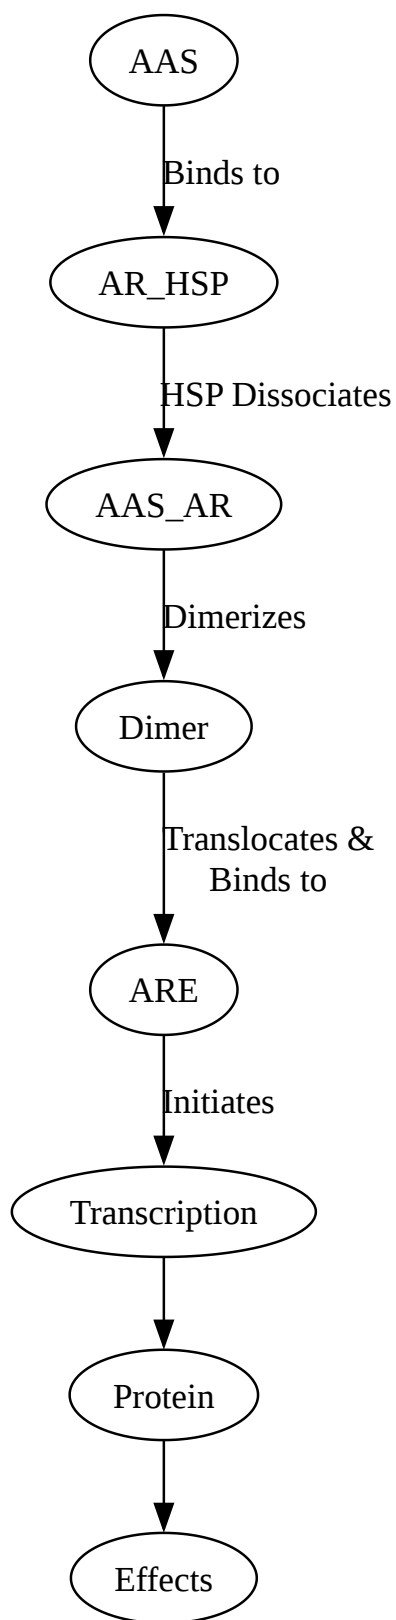 AAS
Binds to
AR_HSP
HSP Dissociates
AAS_AR
Dimerizes
Dimer
Translocates &
Binds to
ARE
Initiates
Transcription
Protein
Effects